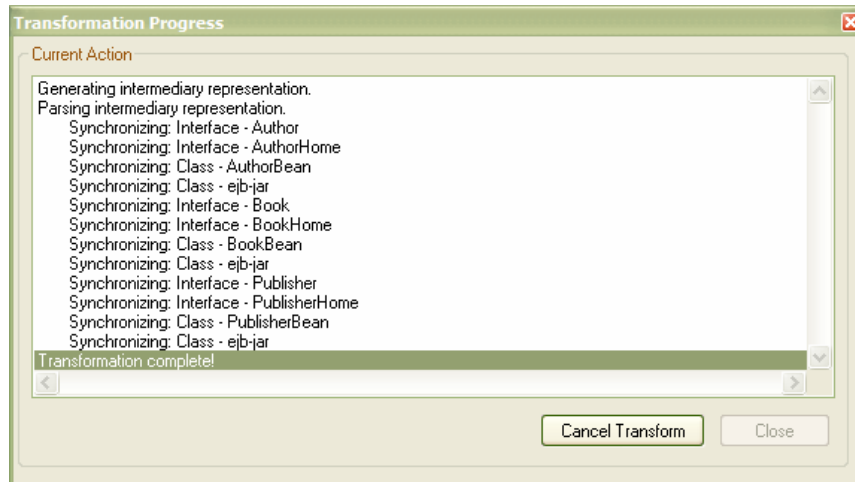 Transformation Progress
Current Action
Generating intermediary representation.
Parsing intermediary representation.
Synchronizing: Interface - Author
Synchronizing: Interface - AuthorHome
Synchronizing: Class - AuthorBean
Synchronizing: Class - ejb-jar
Synchronizing: Interface - Book
Synchronizing: Interface - BookHome
Synchronizing: Class - BookBean
Synchronizing: Class - ejb-jar
Synchronizing: Interface - Publisher
Synchronizing: Interface - PublisherHome
Synchronizing: Class - PublisherBean
Synchronizing: Class - ejb-jar
Transformation complete!
Cancel Transform Close